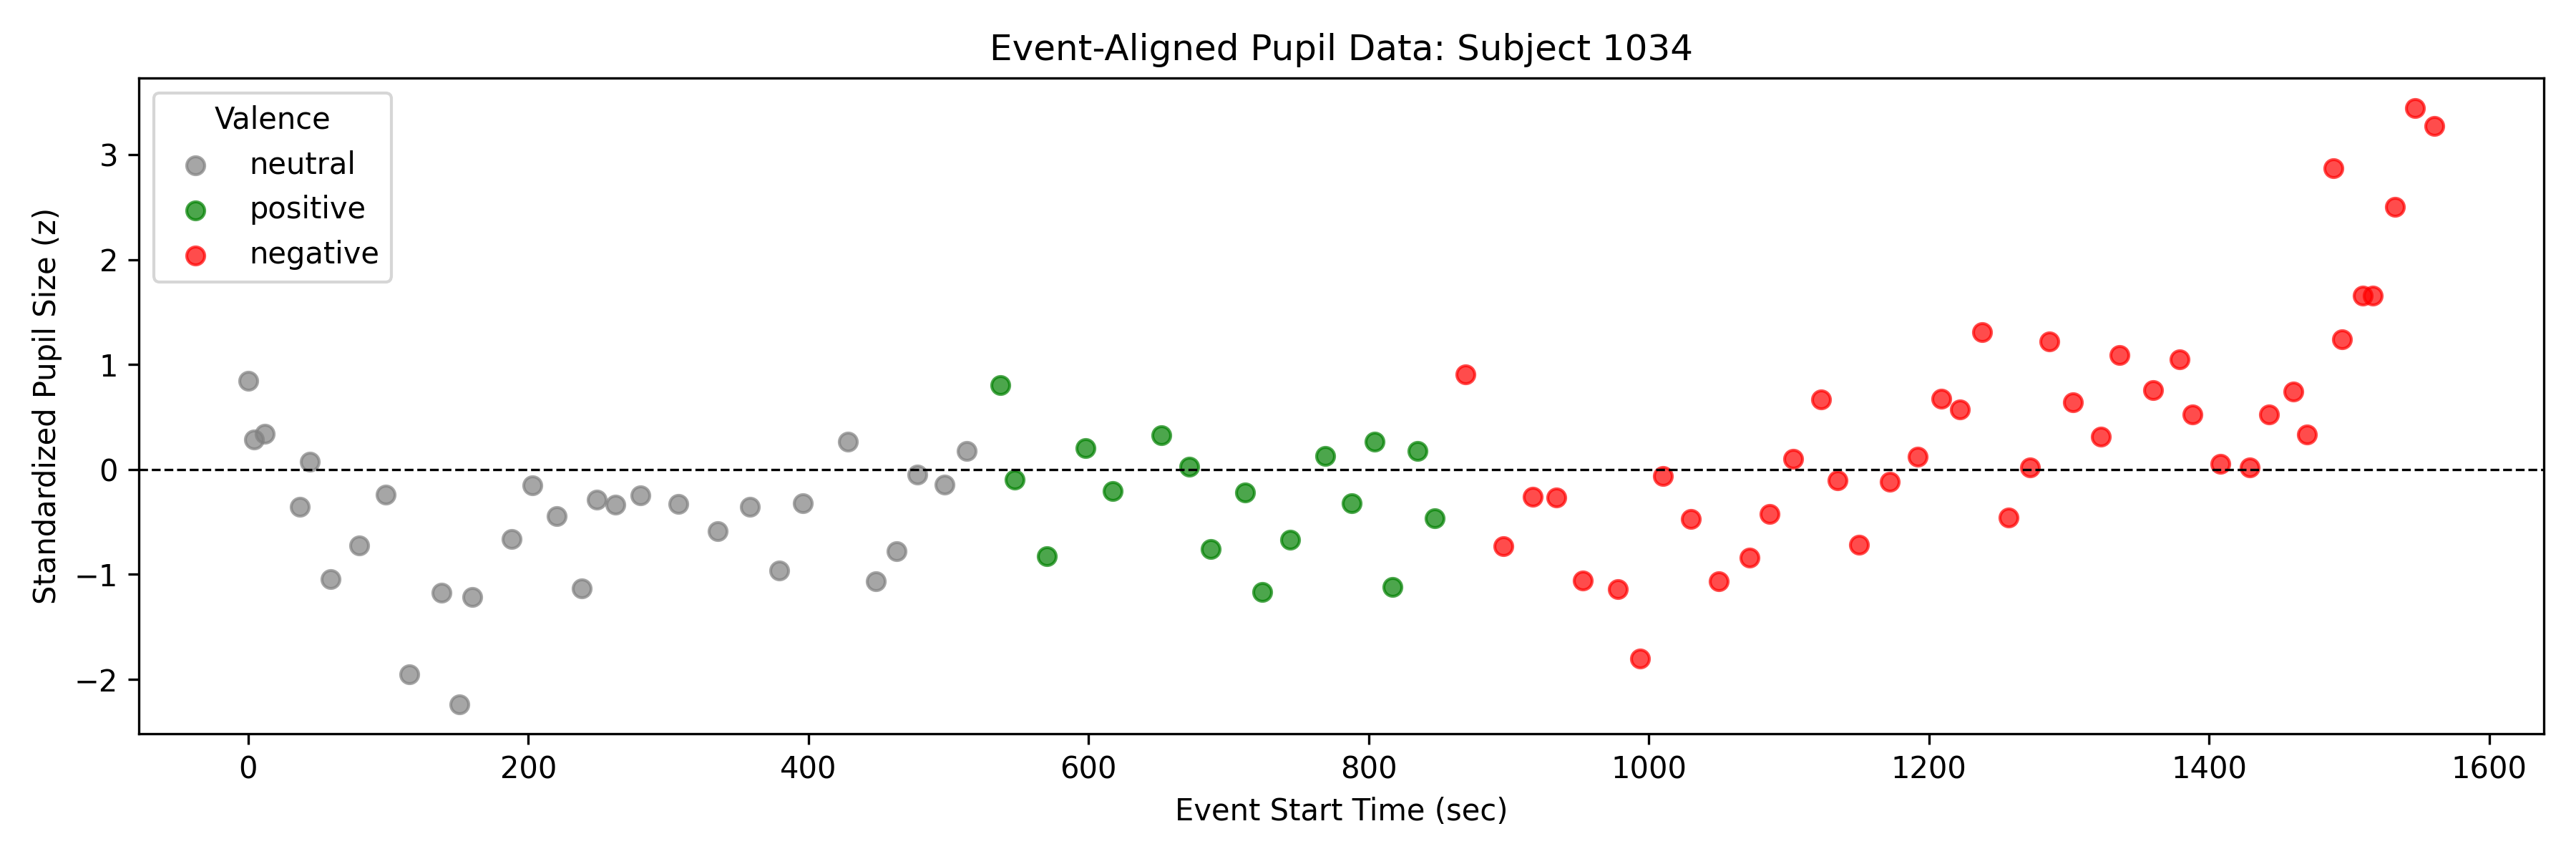 Event-Aligned Pupil Data: Subject 1034
Valence
neutral
positive
negative
Standardized Pupil Size (z)
3
2
1
0
−1
−2
0 200 400 600 800 1000 1200 1400 1600
Event Start Time (sec)